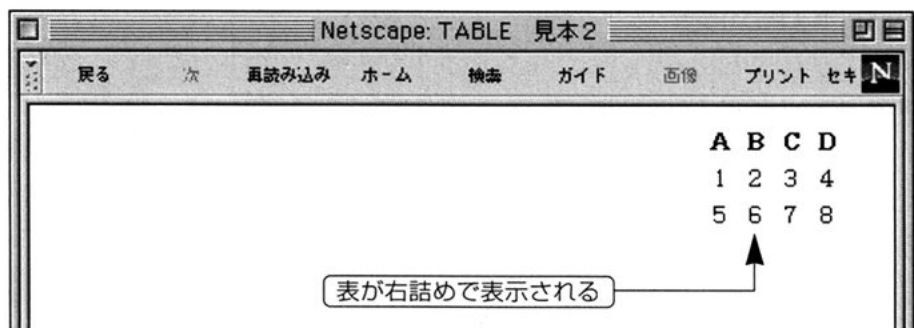 Netscape: TABLE 見本2
戻る 次 再読み込み ホーム 検索 ガイド 画像 プリント セキ N
A B C D
1 2 3 4
5 6 7 8
表が右詰めで表示される